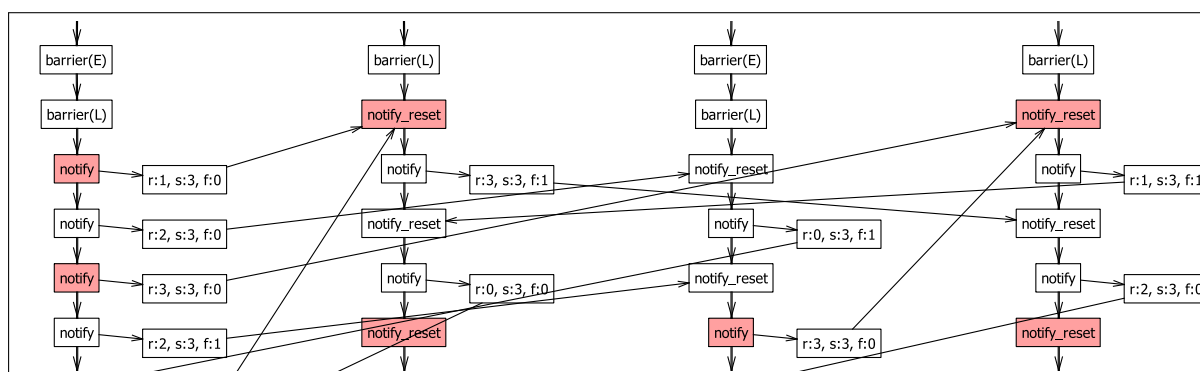 barrier(E)
barrier(L)
barrier(E)
barrier(L)
barrier(L)
notify_reset
barrier(L)
notify_reset
notify
r:1, s:3, f:0
notify
r:3, s:3, f:1
notify_reset
notify
r:1, s:3, f:1
notify
r:2, s:3, f:0
notify_reset
notify
r:0, s:3, f:1
notify_reset
notify
r:3, s:3, f:0
notify
r:0, s:3, f:0
notify_reset
notify
r:2, s:3, f:0
notify
r:2, s:3, f:1
notify_reset
notify
r:3, s:3, f:0
notify_reset